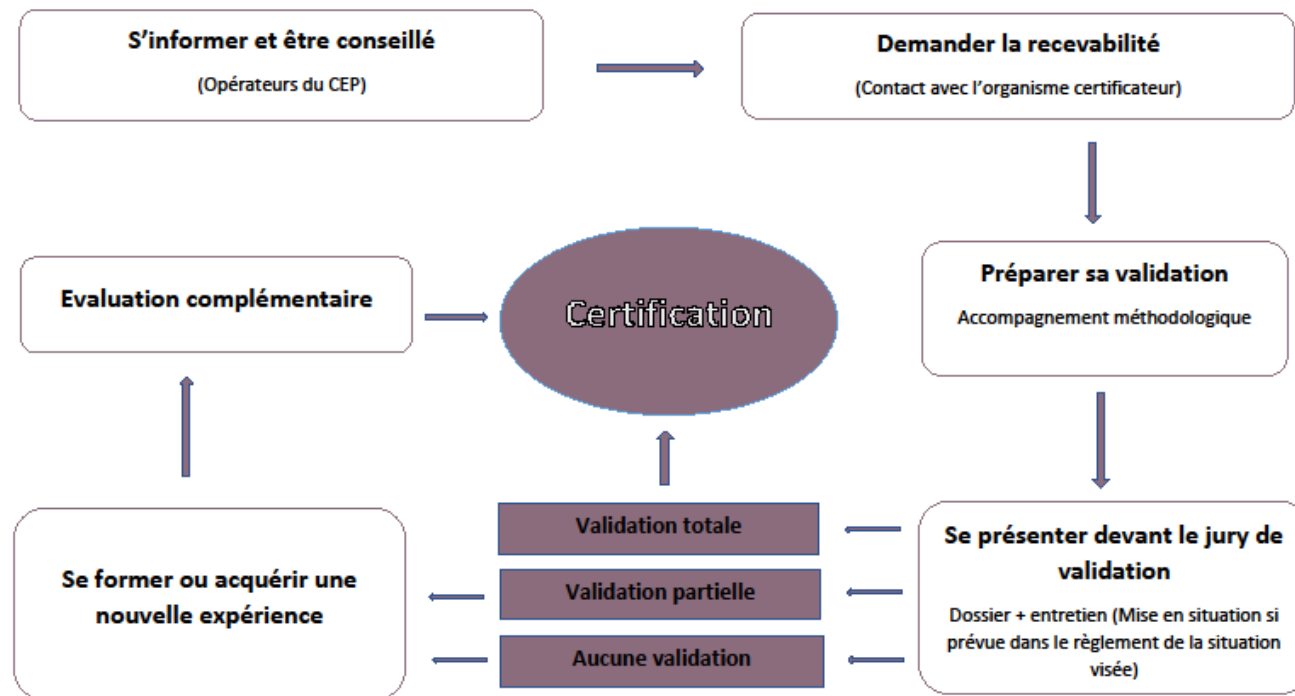 S'informer et être conseillé
(Opérateurs du CEP)
Demander la recevabilité
(Contact avec l'organisme certificateur)
Préparer sa validation
Accompagnement méthodologique
Se présenter devant le jury de
validation
Dossier + entretien (Mise en situation si
prévue dans le règlement de la situation
visée)
Validation totale
Validation partielle
Aucune validation
Se former ou acquérir une
nouvelle expérience
Evaluation complémentaire
Certification